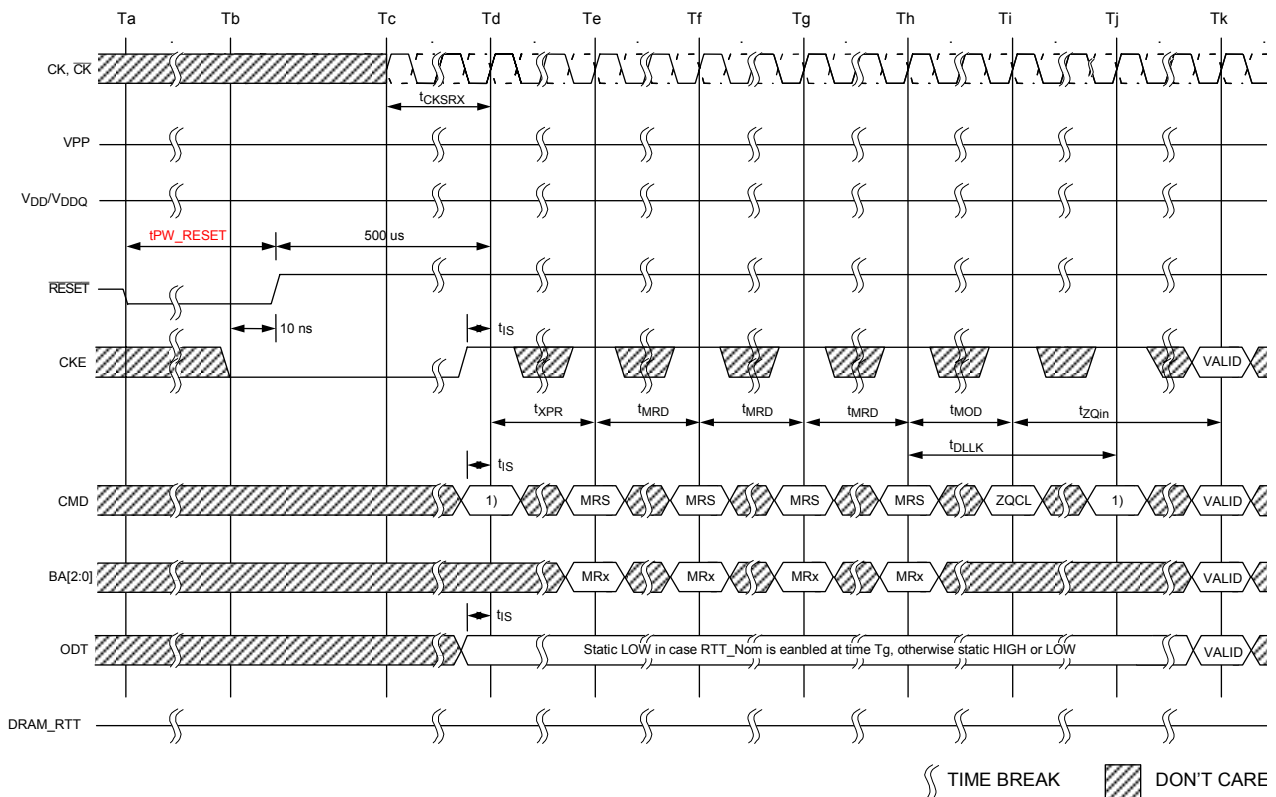 Ta Tb Tc Td Te Tf Tg Th Ti Tj Tk
CK, C̅K̅
tCKSRX
VPP
VDD/VDDQ
tPW_RESET 500 us
R̅E̅S̅E̅T̅
10 ns tIS
CKE VALID
tXPR tMRD tMRD tMRD tMOD tZQin
tDLLK
tIS
CMD 1) MRS MRS MRS MRS ZQCL 1) VALID
BA[2:0] MRx MRx MRx MRx VALID
tIS
ODT Static LOW in case RTT_Nom is eanbled at time Tg, otherwise static HIGH or LOW VALID
DRAM_RTT
TIME BREAK DON'T CARE